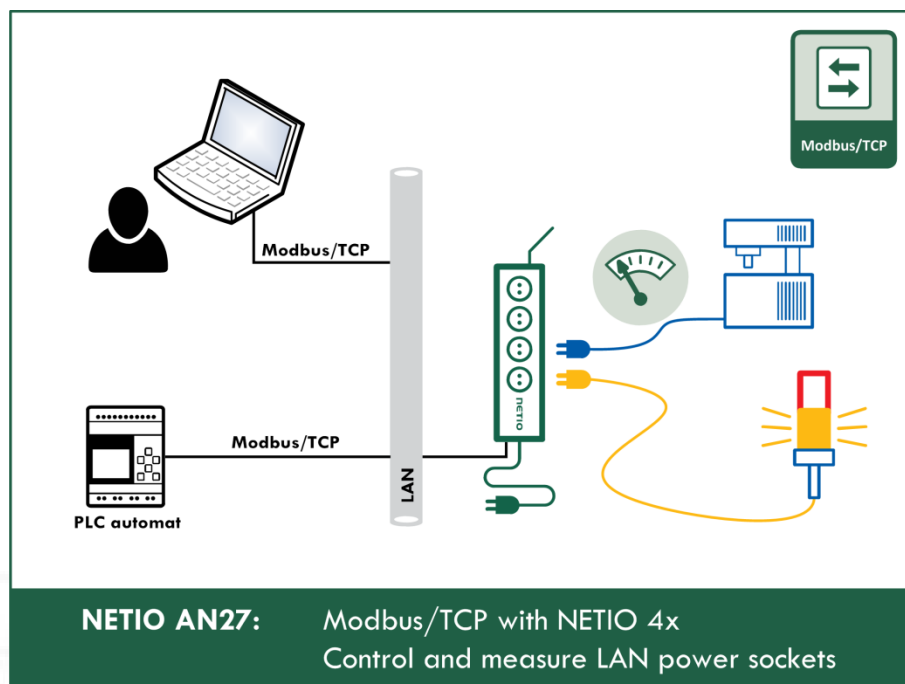 Modbus/TCP
Modbus/TCP
NETIO
Modbus/TCP
LAN
PLC automat
NETIO AN27: Modbus/TCP with NETIO 4x
Control and measure LAN power sockets